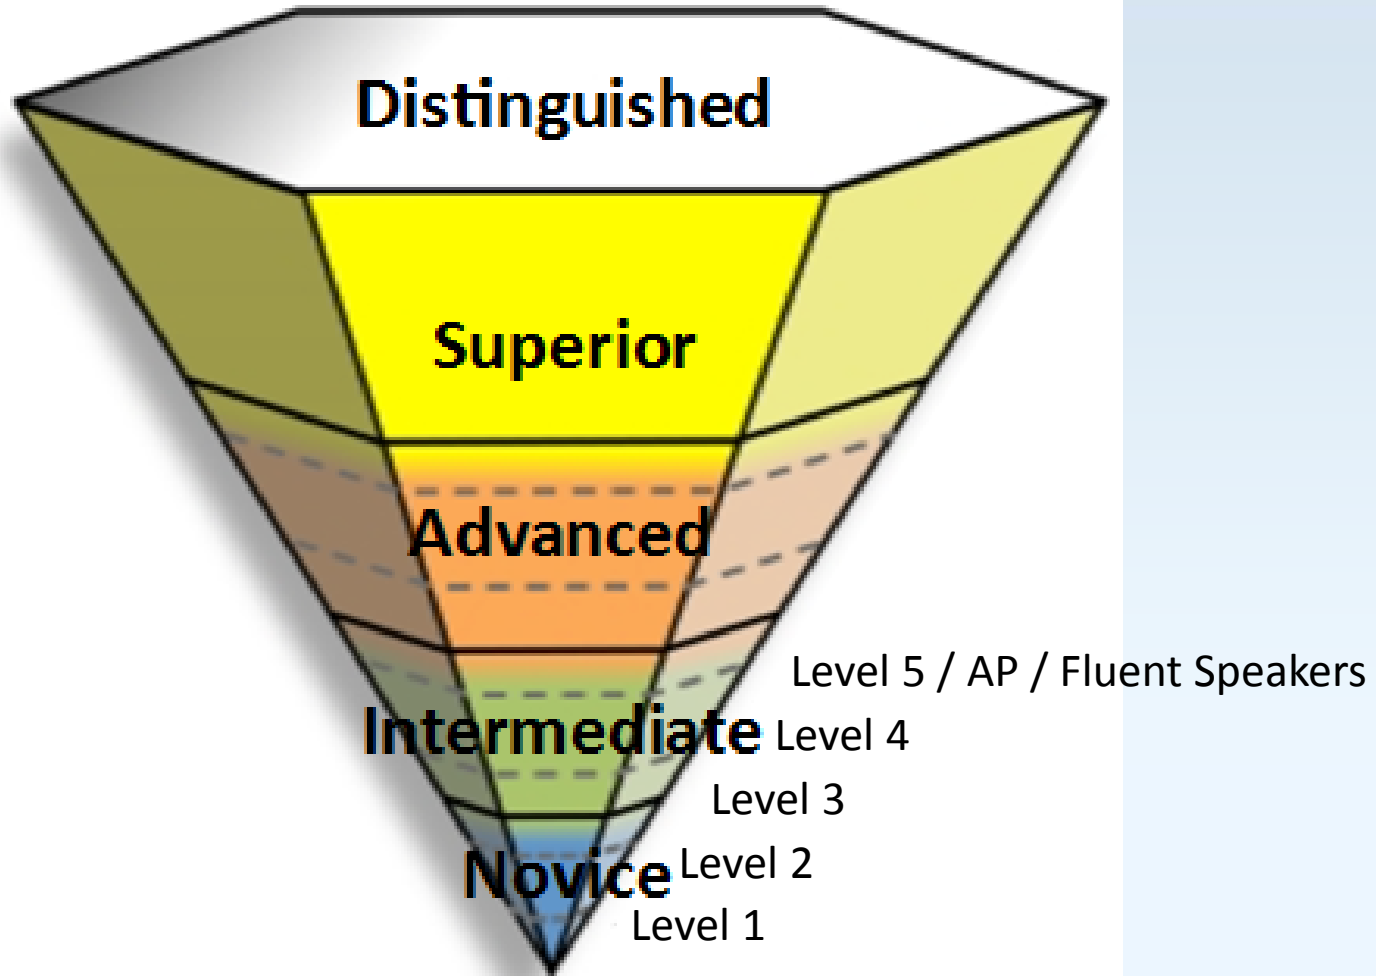 Distinguished
Superior
Advanced
Level 5 / AP / Fluent Speakers
Intermediate Level 4
Level 3
Novice Level 2
Level 1